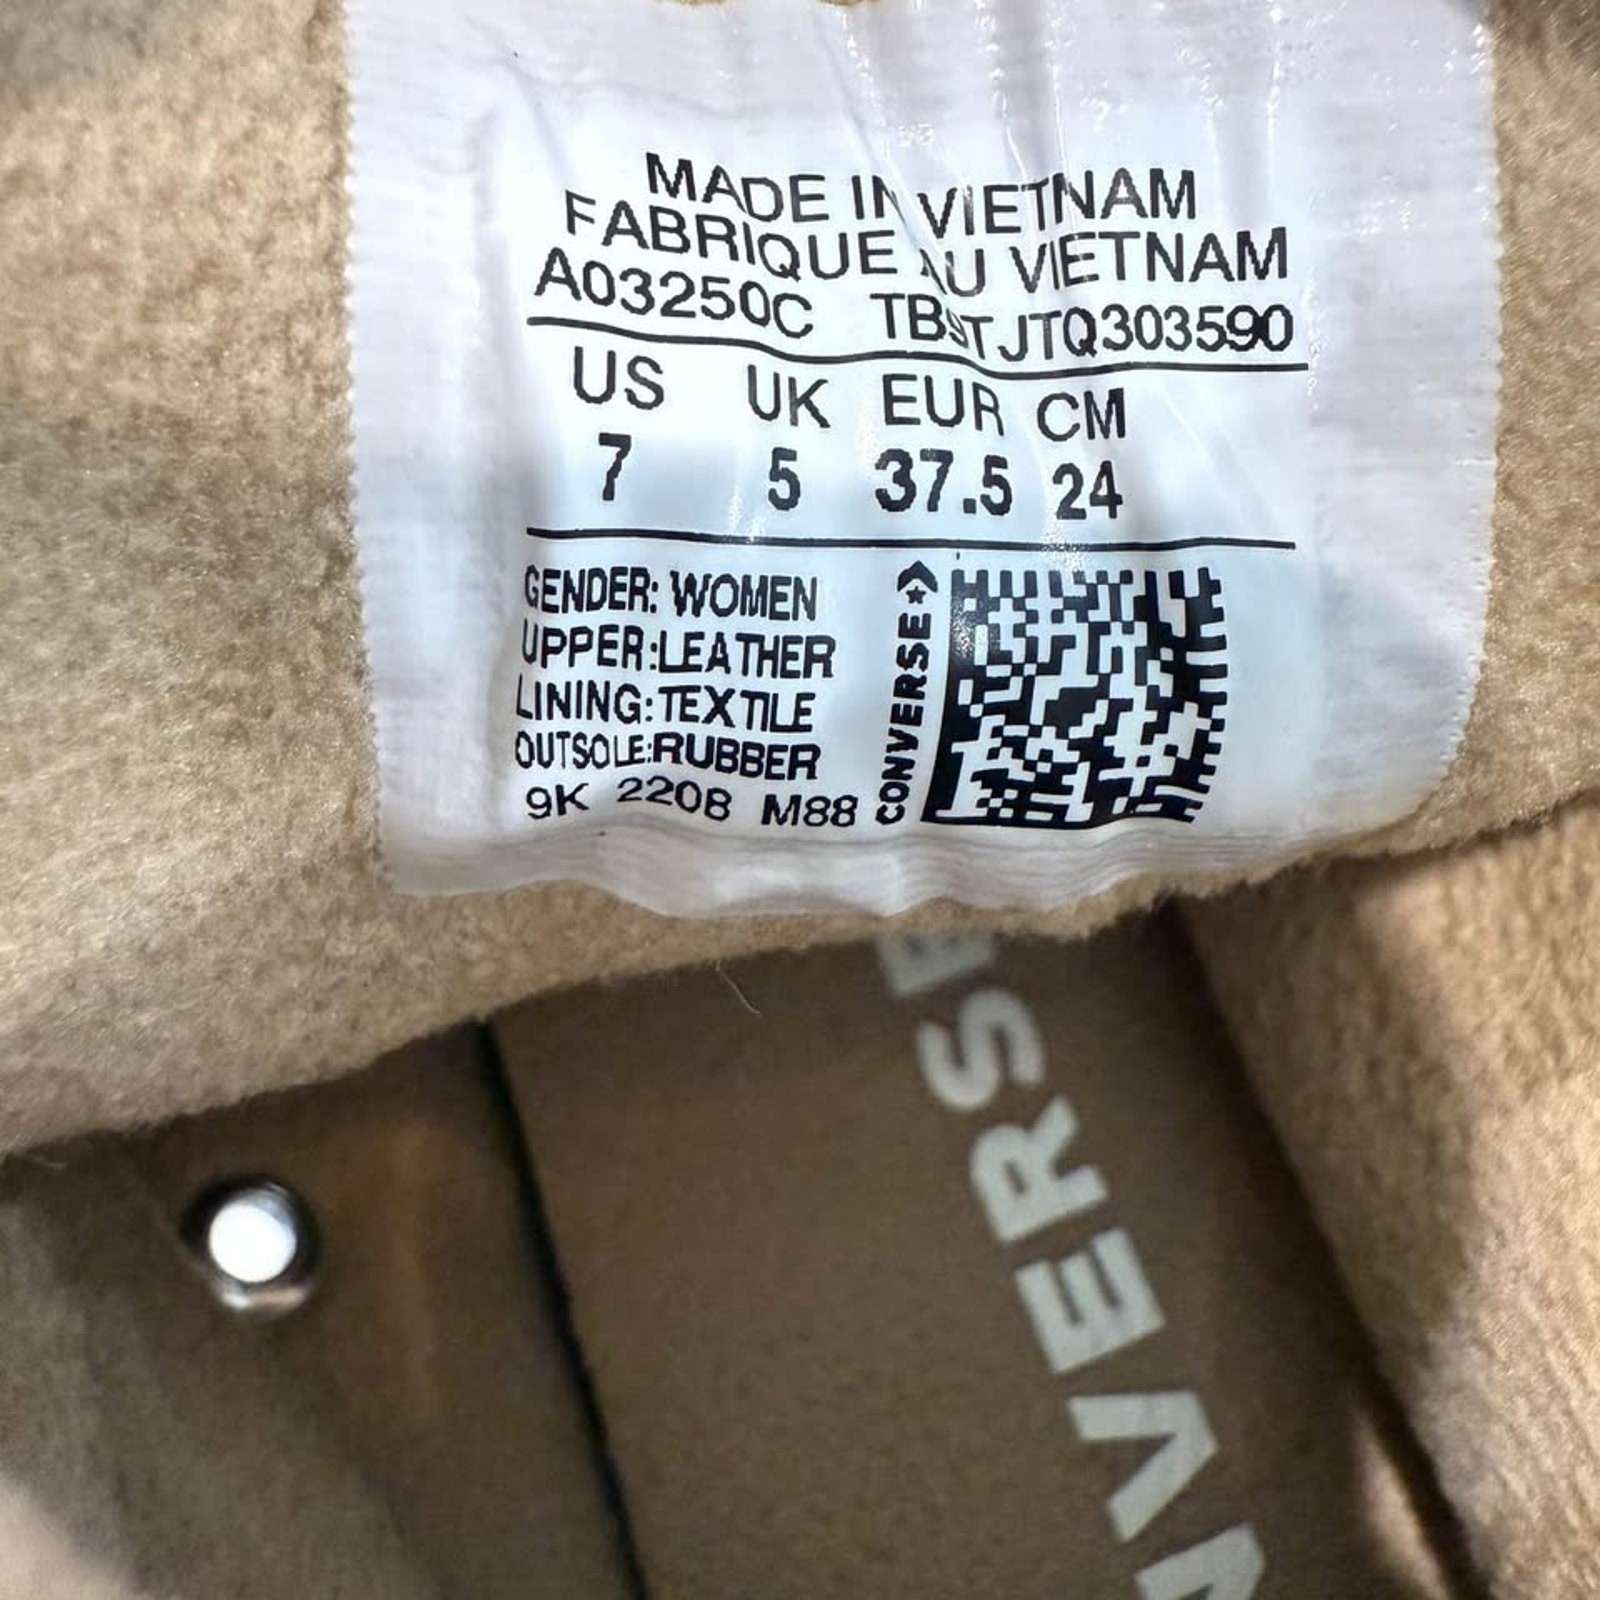 MADE IN VIETNAM
FABRIQUE AU VIETNAM
A03250C TB9TJTQ303590
US UK EUR CM
7 5 37.5 24
GENDER: WOMEN
UPPER:LEATHER
LINING:TEXTILE
OUTSOLE:RUBBER
9K 2208 M88
CONVERSE
VERSE